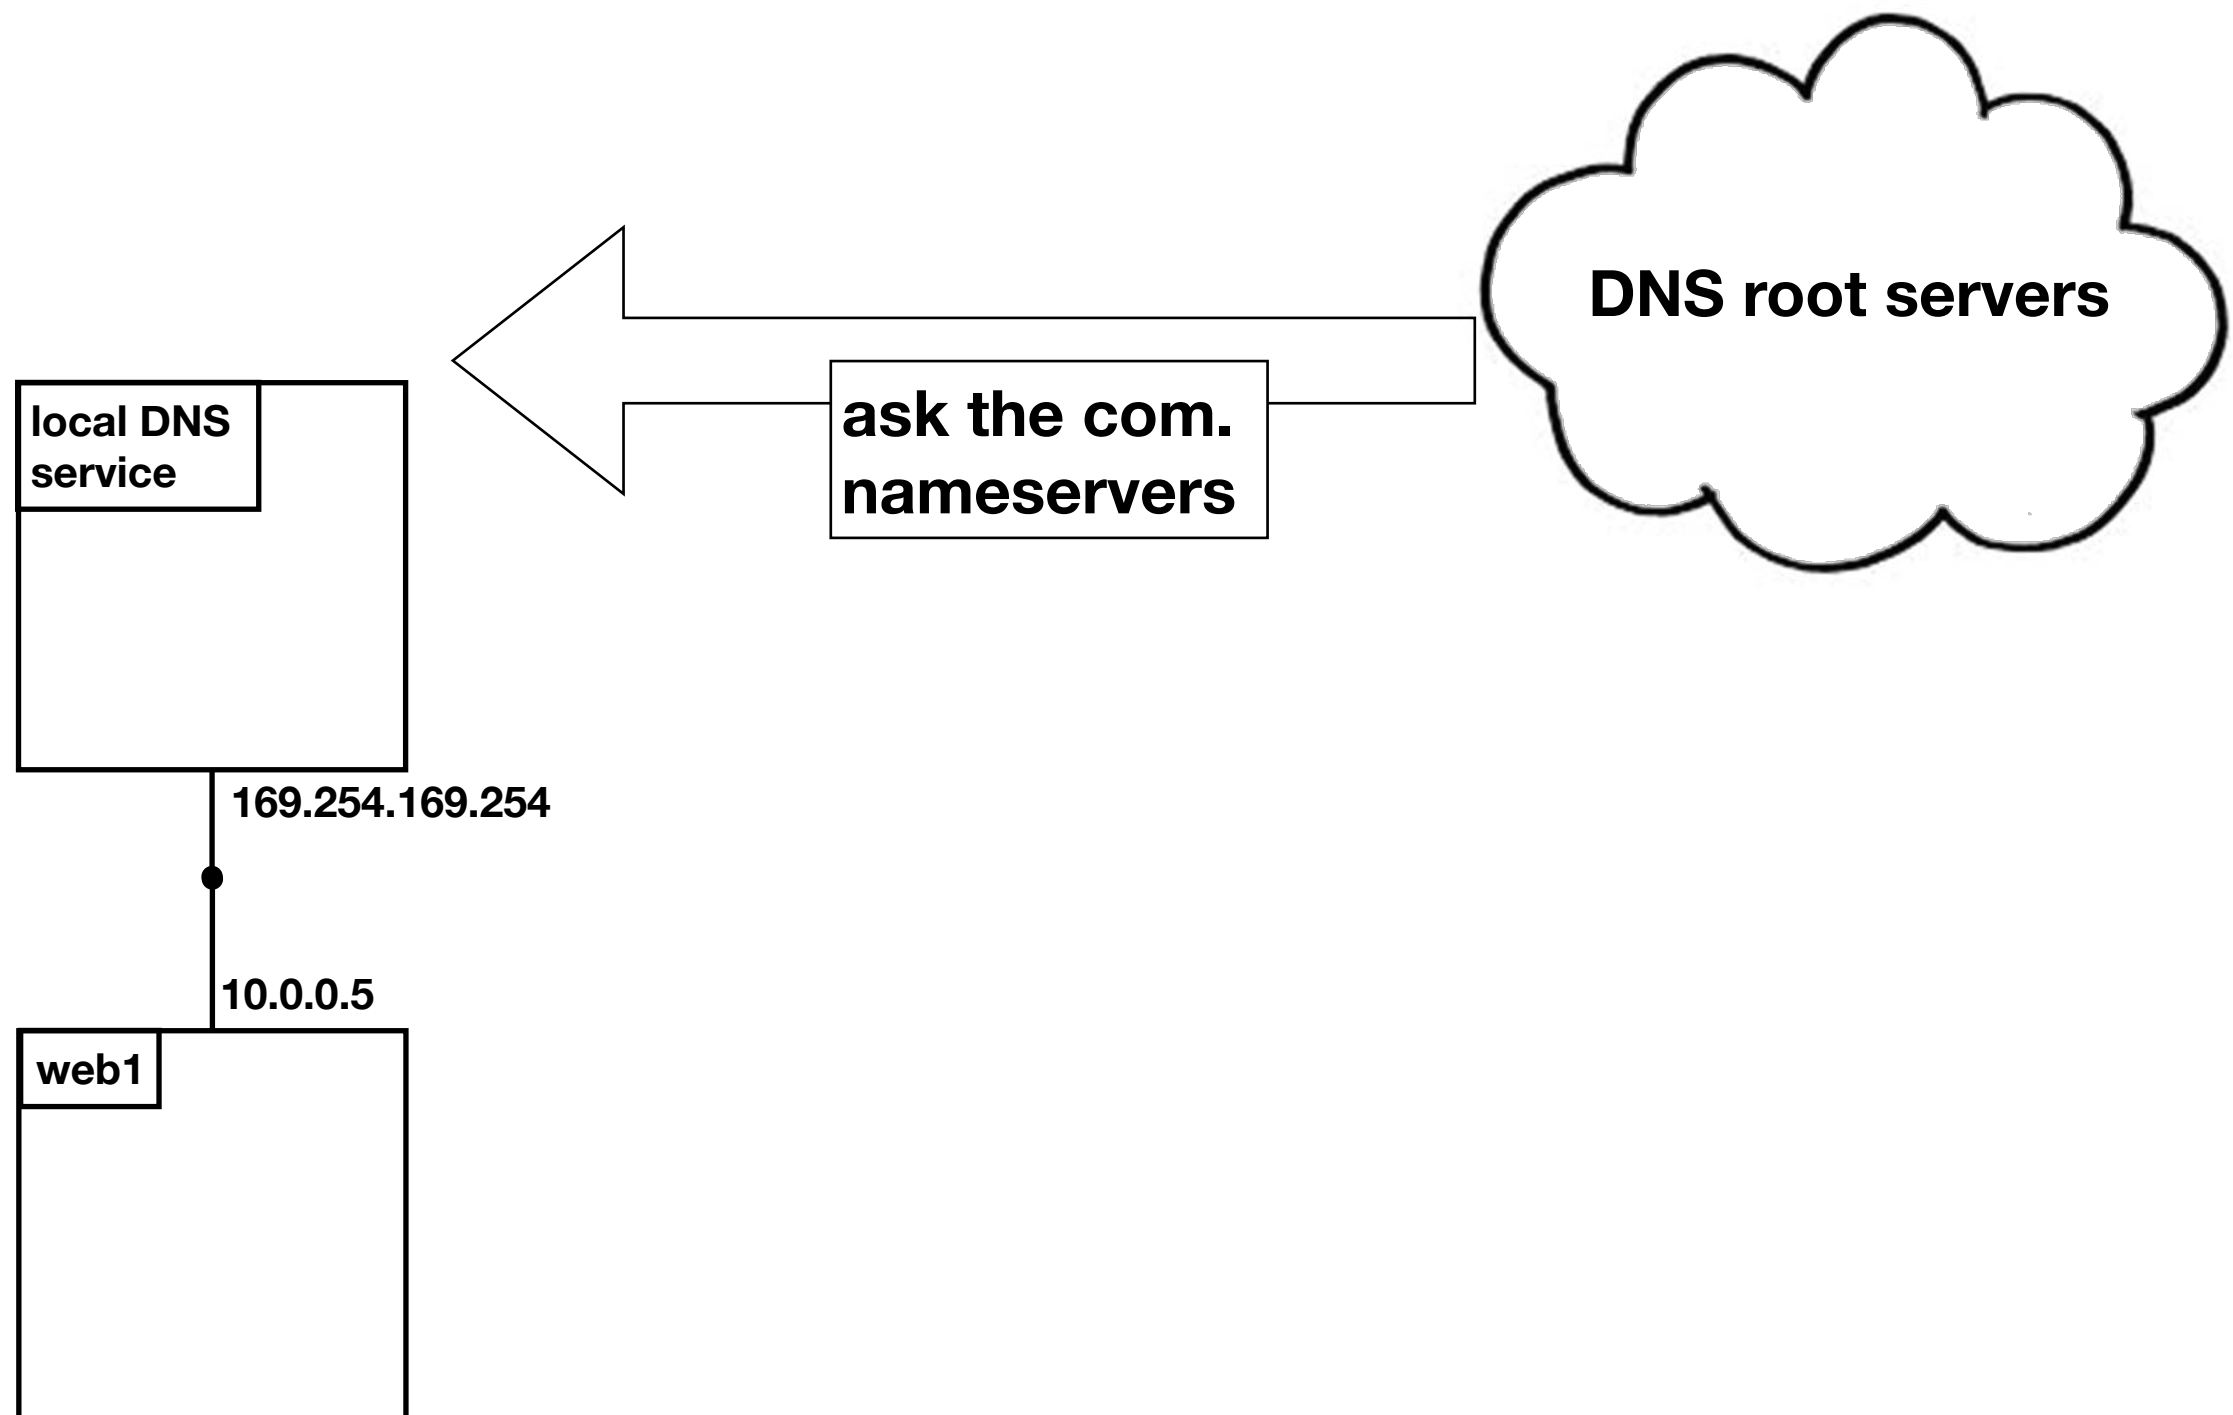 DNS root servers
ask the com.
nameservers
local DNS
service
169.254.169.254
10.0.0.5
web1